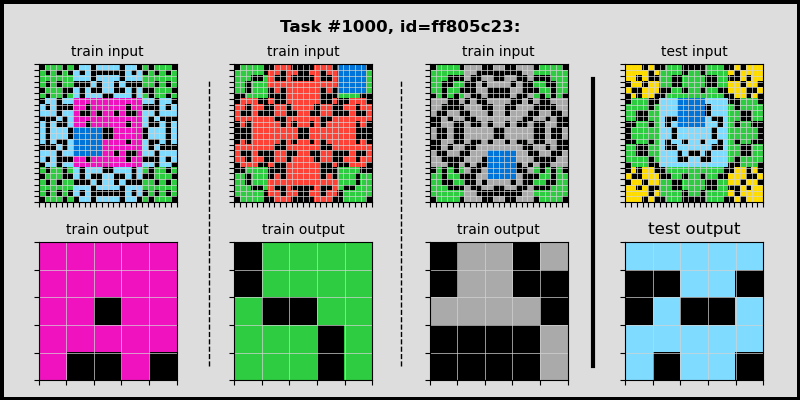 Task #1000, id=ff805c23:
train input
train input
train input
test input
train output
train output
train output
test output